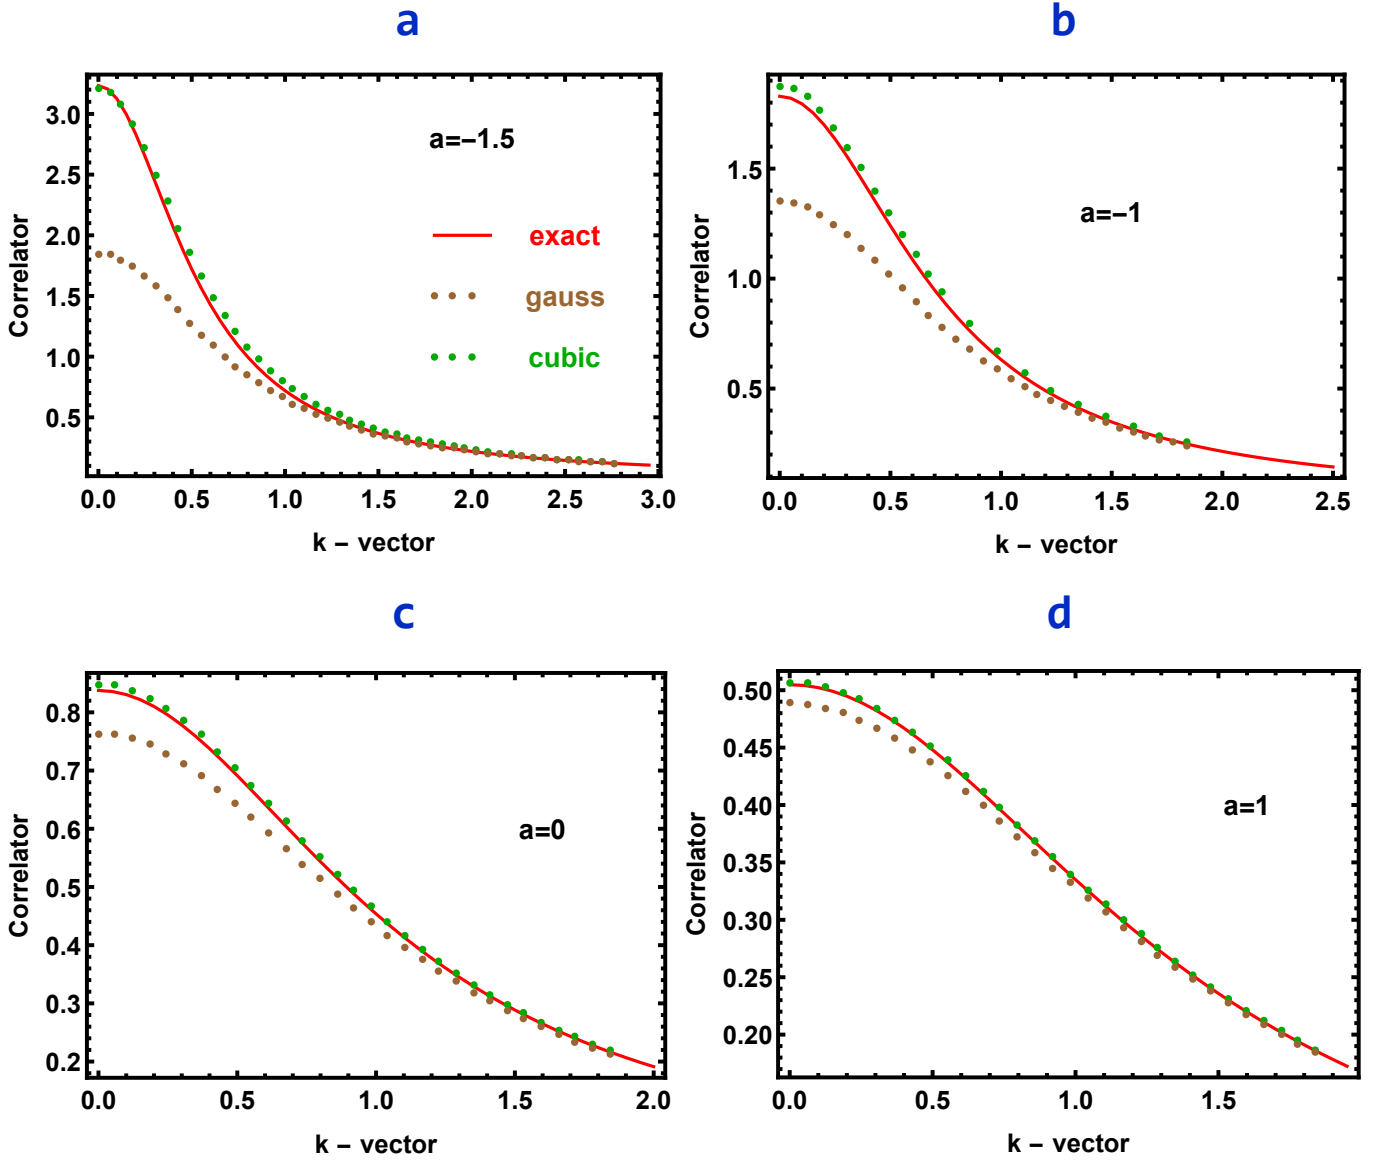 a
3.0
2.5
2.0
1.5
1.0
0.5
Correlator
a=−1.5
exact
gauss
cubic
0.0 0.5 1.0 1.5 2.0 2.5 3.0
k − vector
b
1.5
1.0
0.5
Correlator
a=−1
0.0 0.5 1.0 1.5 2.0 2.5
k − vector
c
0.8
0.7
0.6
0.5
0.4
0.3
0.2
Correlator
a=0
0.0 0.5 1.0 1.5 2.0
k − vector
d
0.50
0.45
0.40
0.35
0.30
0.25
0.20
Correlator
a=1
0.0 0.5 1.0 1.5
k − vector